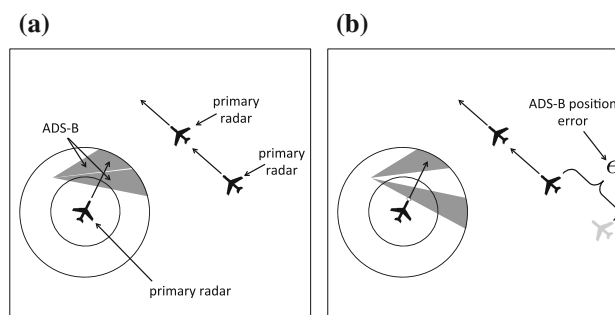 (a)
primary
radar
ADS-B
primary
radar
primary radar
(b)
ADS-B position
error
ϵ